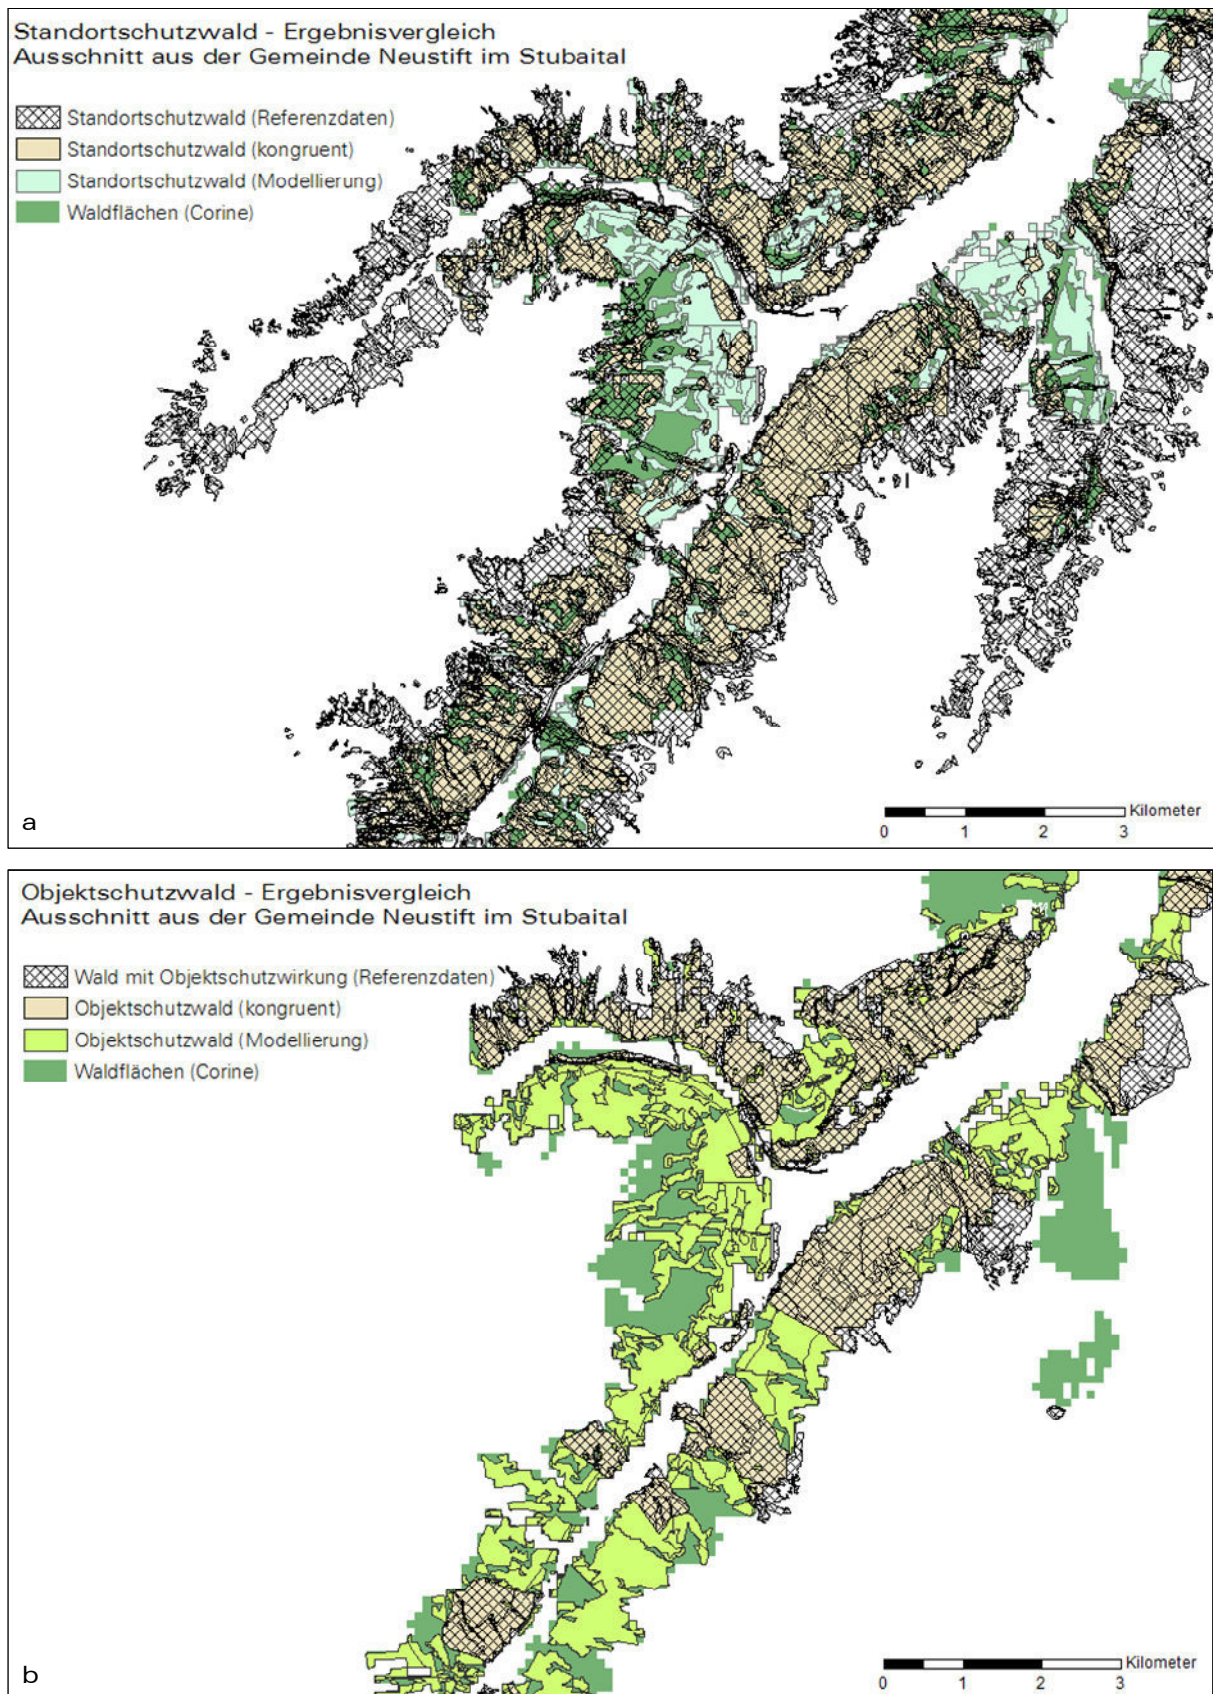 Standortschutzwald - Ergebnisvergleich
Ausschnitt aus der Gemeinde Neustift im Stubaital
Standortschutzwald (Referenzdaten)
Standortschutzwald (kongruent)
Standortschutzwald (Modellierung)
Waldflächen (Corine)
Kilometer
0 1 2 3
a
Objektschutzwald - Ergebnisvergleich
Ausschnitt aus der Gemeinde Neustift im Stubaital
Wald mit Objektschutzwirkung (Referenzdaten)
Objektschutzwald (kongruent)
Objektschutzwald (Modellierung)
Waldflächen (Corine)
Kilometer
0 1 2 3
b